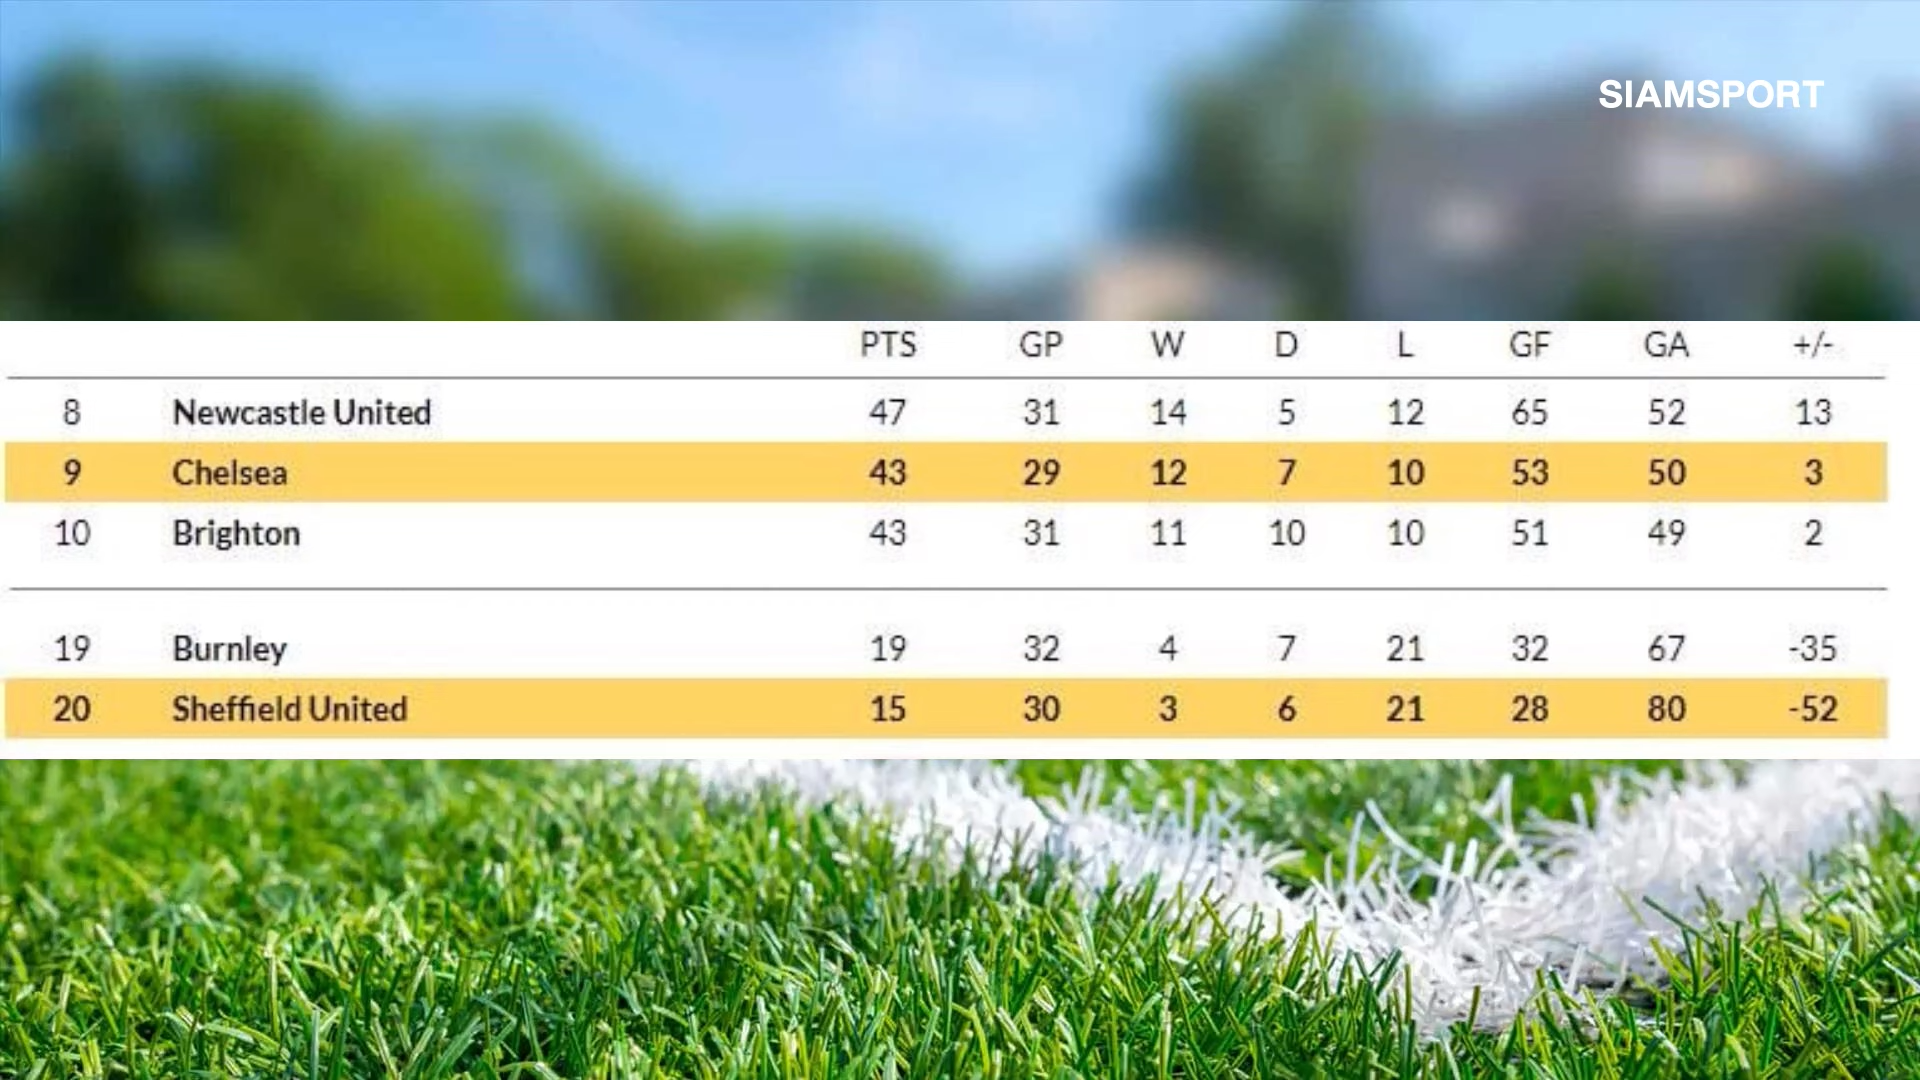 SIAMSPORT
PTS GP W D L GF GA +/-
8 Newcastle United 47 31 14 5 12 65 52 13
9 Chelsea 43 29 12 7 10 53 50 3
10 Brighton 43 31 11 10 10 51 49 2
19 Burnley 19 32 4 7 21 32 67 -35
20 Sheffield United 15 30 3 6 21 28 80 -52